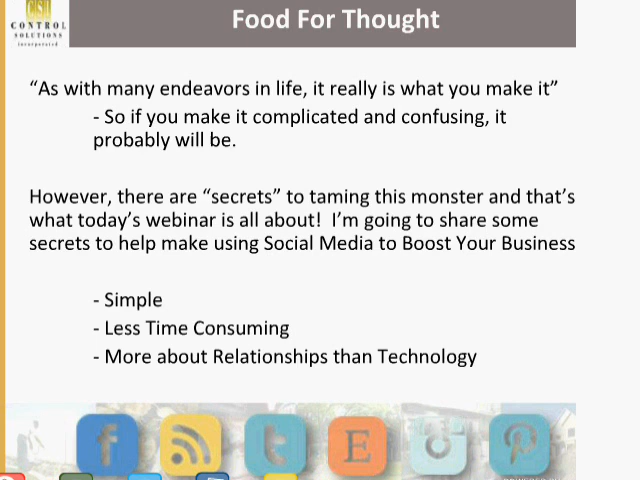 Food For Thought
CSI
CONTROL
SOLUTIONS
incorporated
“As with many endeavors in life, it really is what you make it”
- So if you make it complicated and confusing, it
probably will be.
However, there are “secrets” to taming this monster and that’s
what today’s webinar is all about!  I’m going to share some
secrets to help make using Social Media to Boost Your Business
- Simple
- Less Time Consuming
- More about Relationships than Technology